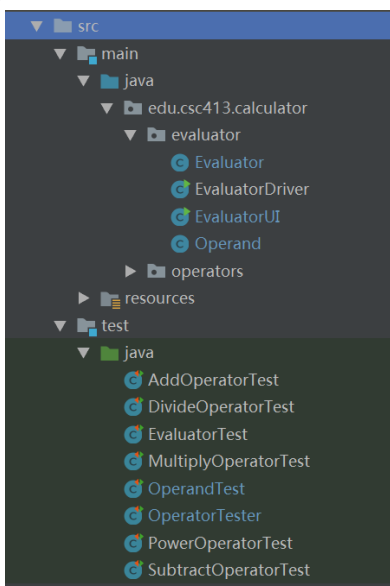 src
main
java
edu.csc413.calculator
evaluator
Evaluator
EvaluatorDriver
EvaluatorUI
Operand
operators
resources
test
java
AddOperatorTest
DivideOperatorTest
EvaluatorTest
MultiplyOperatorTest
OperandTest
OperatorTester
PowerOperatorTest
SubtractOperatorTest